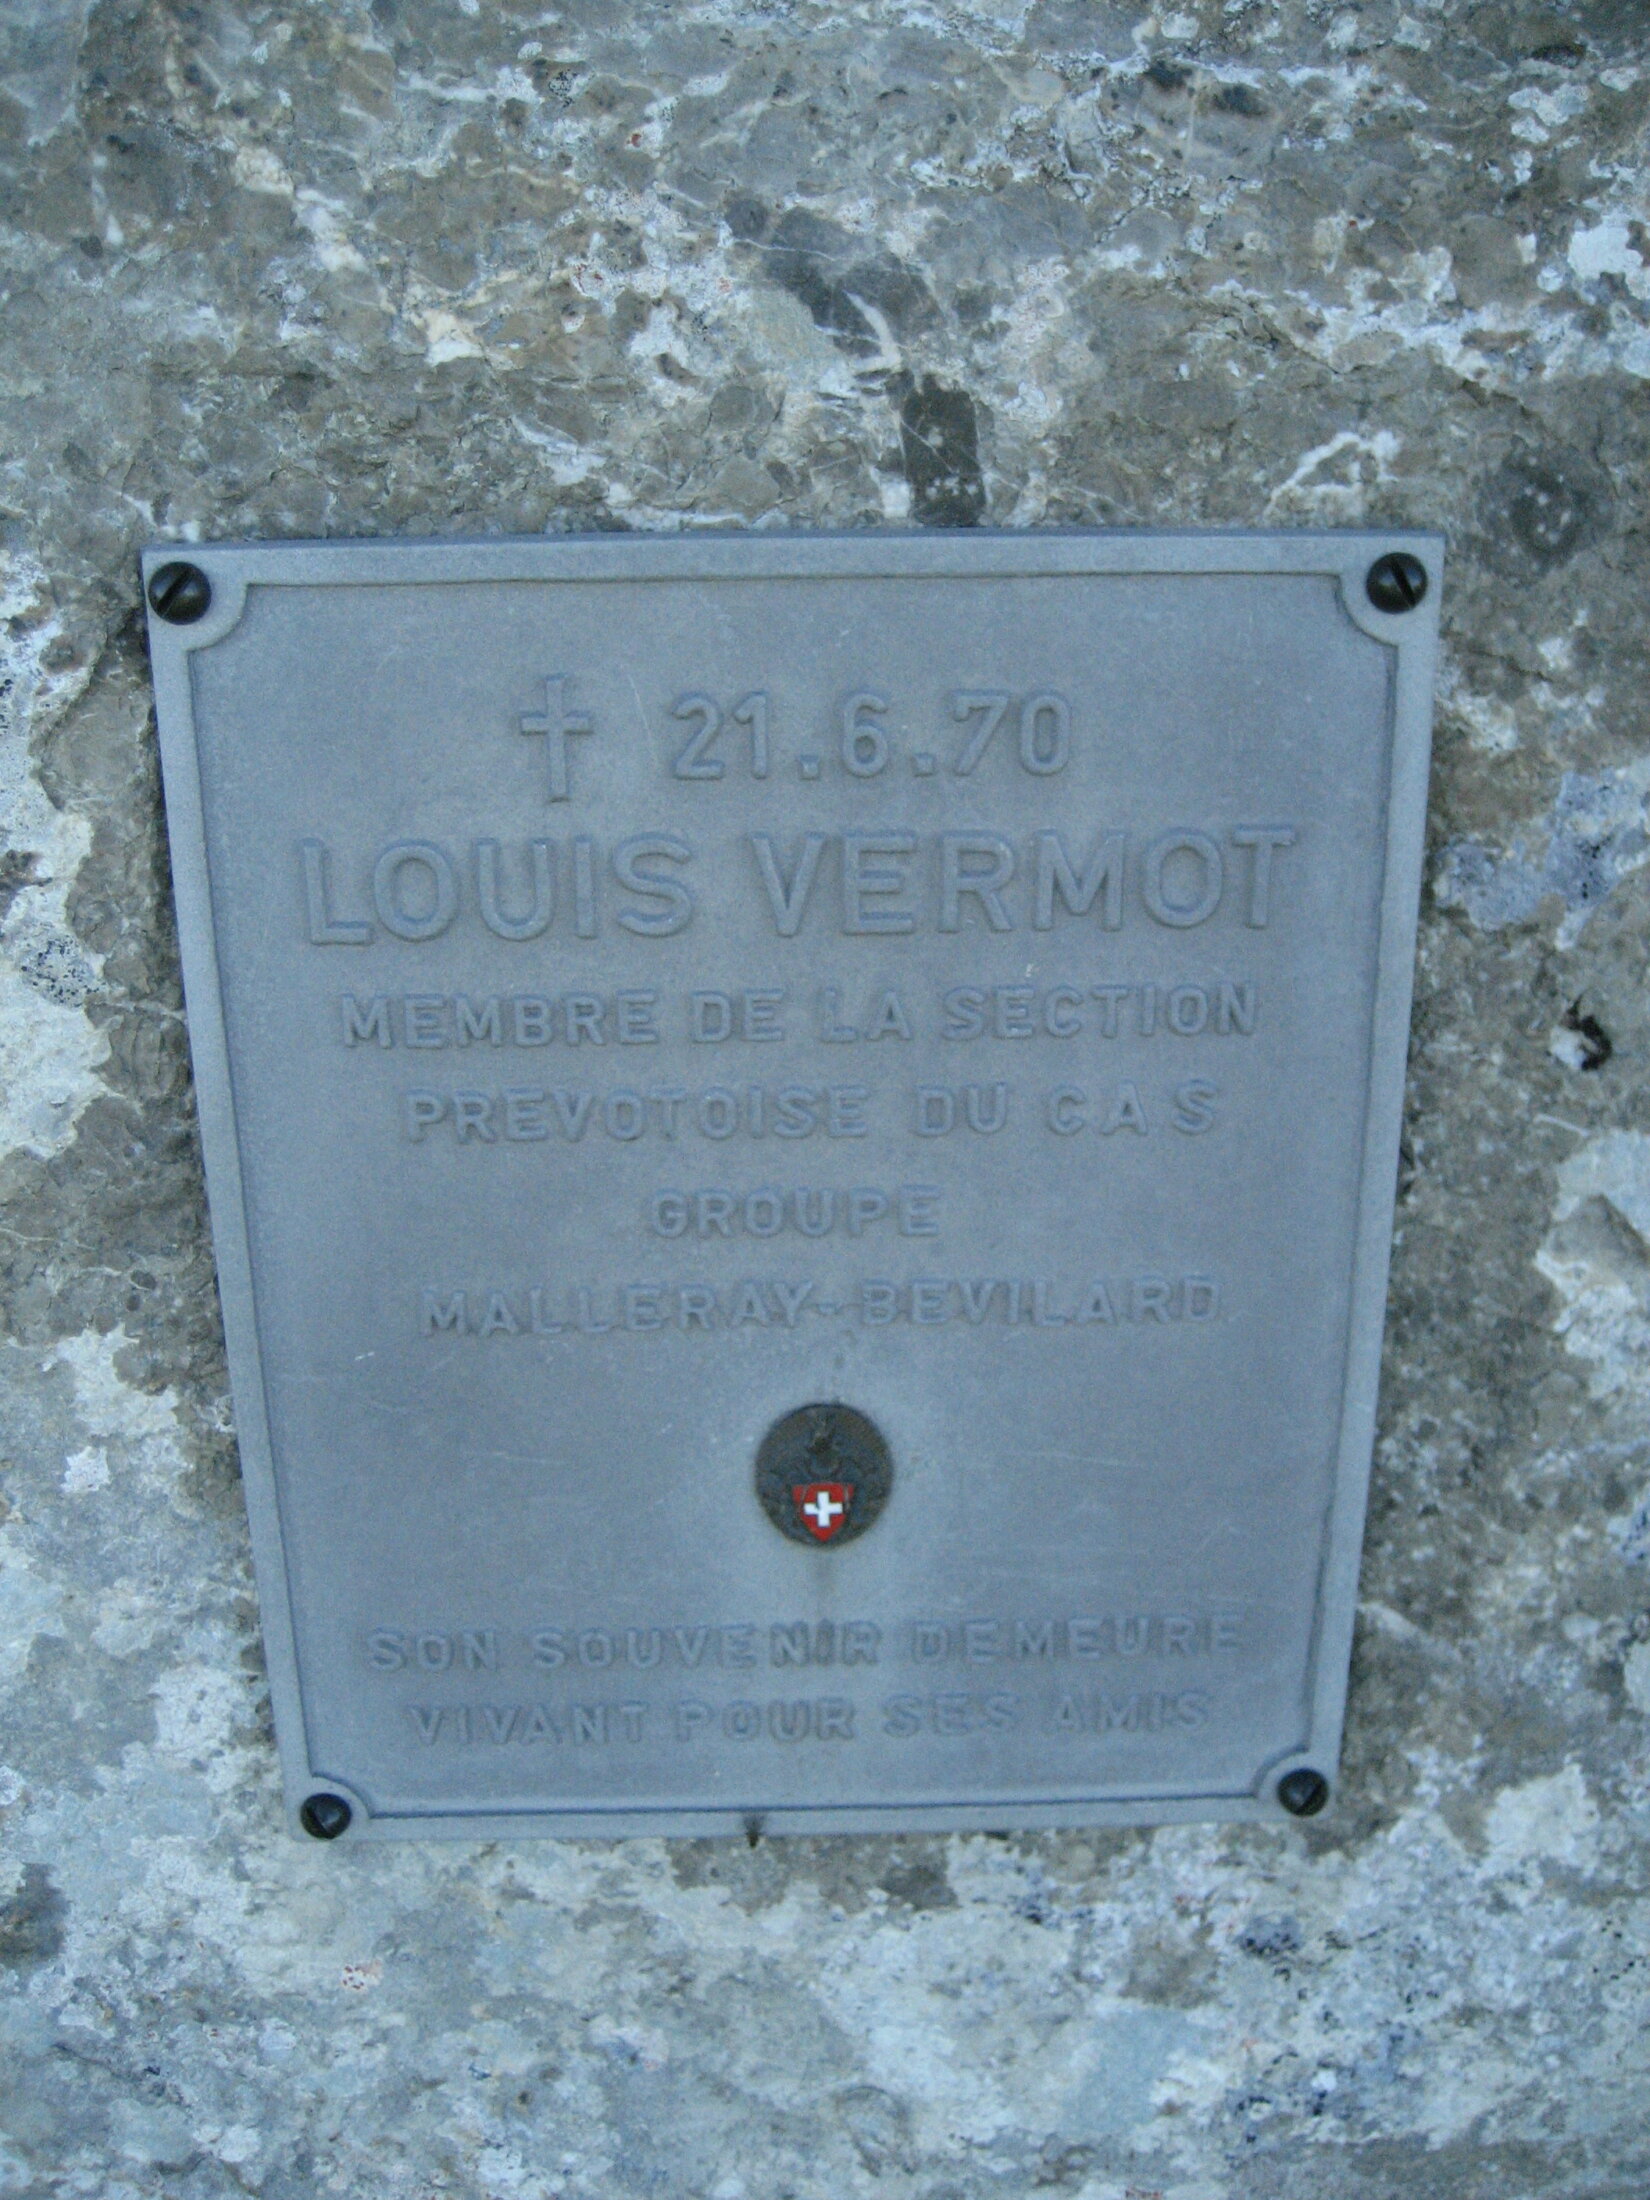 † 21.6.70
LOUIS VERMOT
MEMBRE DE LA SECTION
PREVOTOISE DU C.A.S
GROUPE
MALLERAY-BEVILARD
SON SOUVENIR DEMEURE
VIVANT POUR SES AMIS